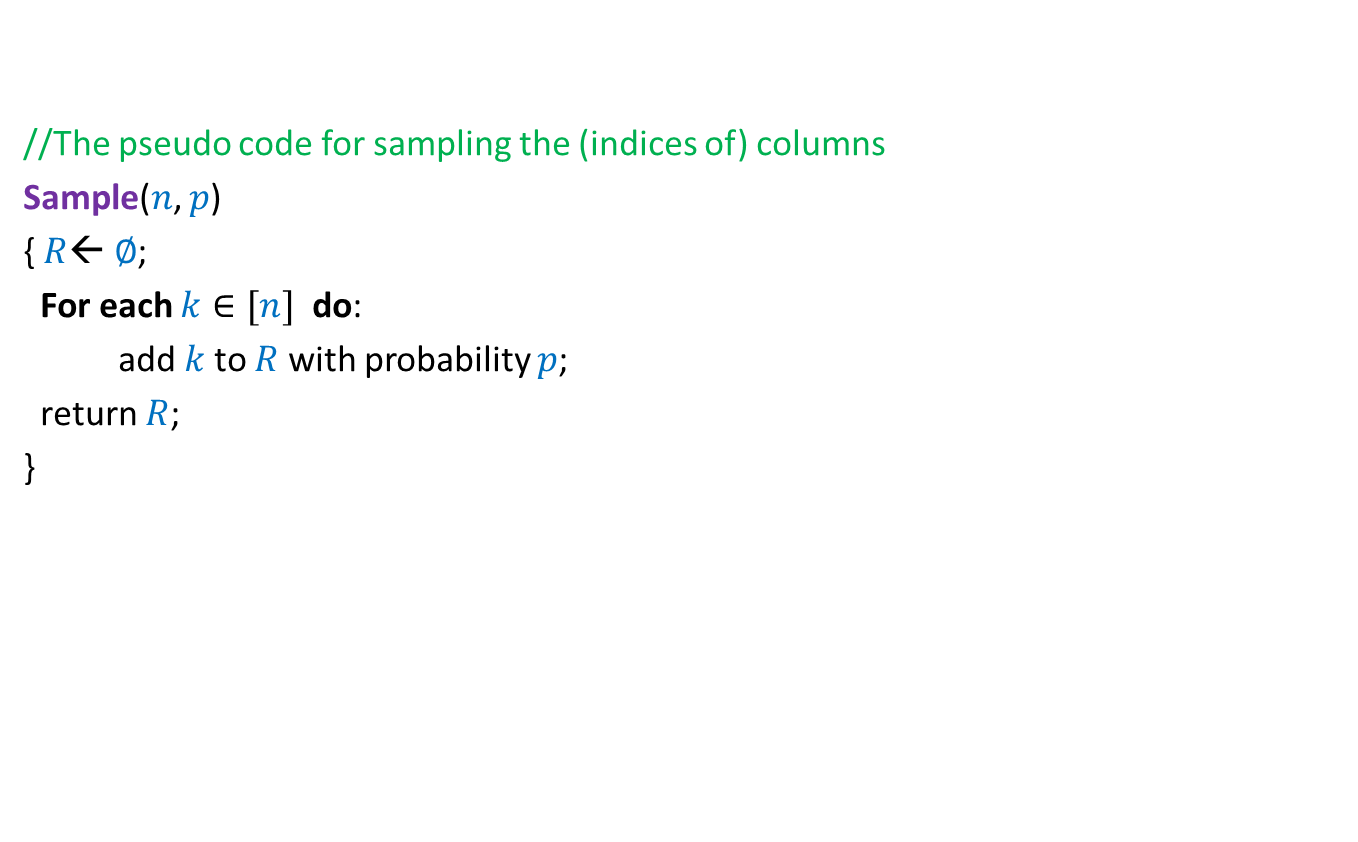 //The pseudo code for sampling the (indices of) columns
Sample(n, p)
{ R← ∅;
For each k ∈ [n] do:
add k to R with probability p;
return R;
}